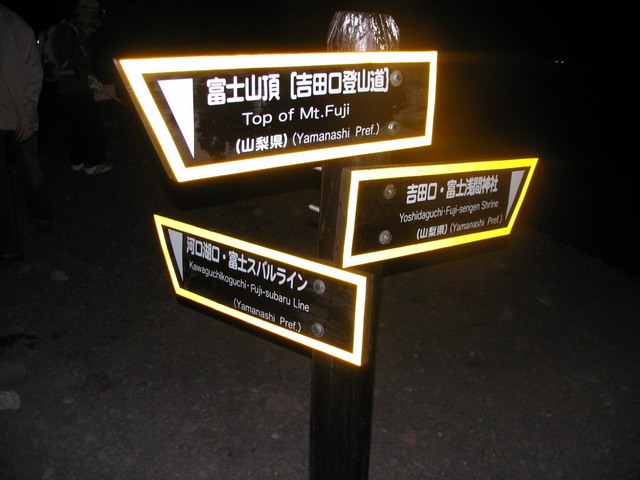 富士山頂 [吉田口登山道]
Top of Mt.Fuji
(山梨県) (Yamanashi Pref.)
吉田口・富士浅間神社
Yoshidaguchi・Fuji-sengen Shrine
(山梨県) (Yamanashi Pref.)
河口湖口・富士スバルライン
Kawaguchikoguchi・Fuji-subaru Line
(Yamanashi Pref.)